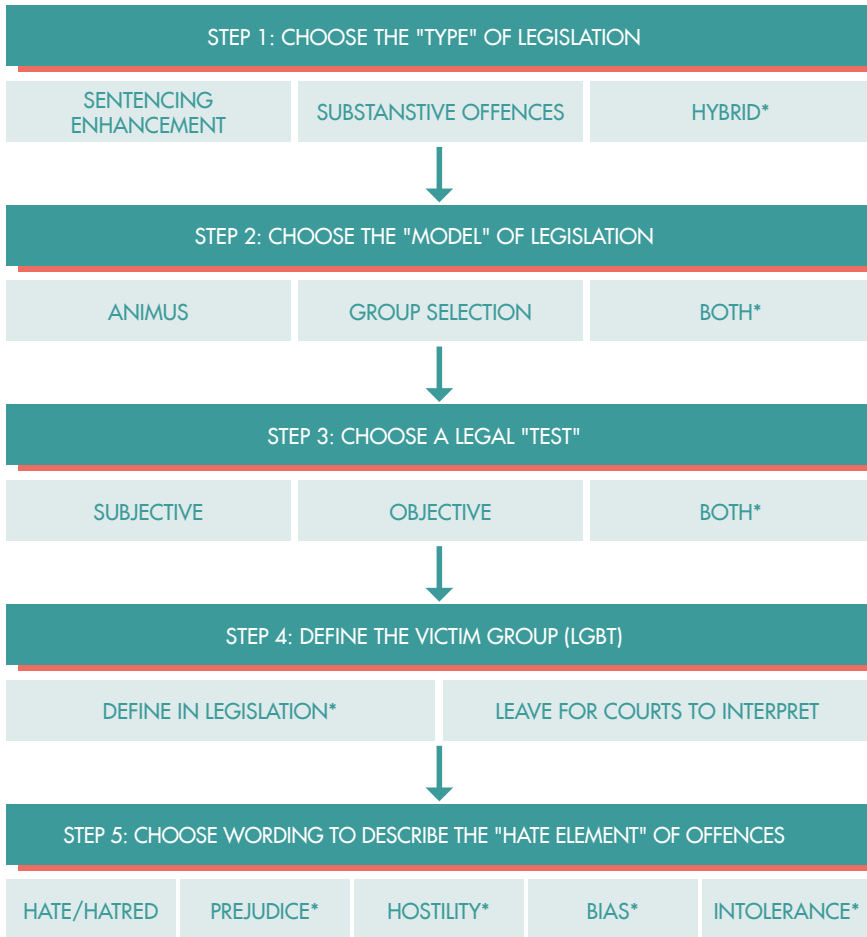 STEP 1: CHOOSE THE "TYPE" OF LEGISLATION
SENTENCING
ENHANCEMENT
SUBSTANSTIVE OFFENCES
HYBRID*
STEP 2: CHOOSE THE "MODEL" OF LEGISLATION
ANIMUS
GROUP SELECTION
BOTH*
STEP 3: CHOOSE A LEGAL "TEST"
SUBJECTIVE
OBJECTIVE
BOTH*
STEP 4: DEFINE THE VICTIM GROUP (LGBT)
DEFINE IN LEGISLATION*
LEAVE FOR COURTS TO INTERPRET
STEP 5: CHOOSE WORDING TO DESCRIBE THE "HATE ELEMENT" OF OFFENCES
HATE/HATRED
PREJUDICE*
HOSTILITY*
BIAS*
INTOLERANCE*